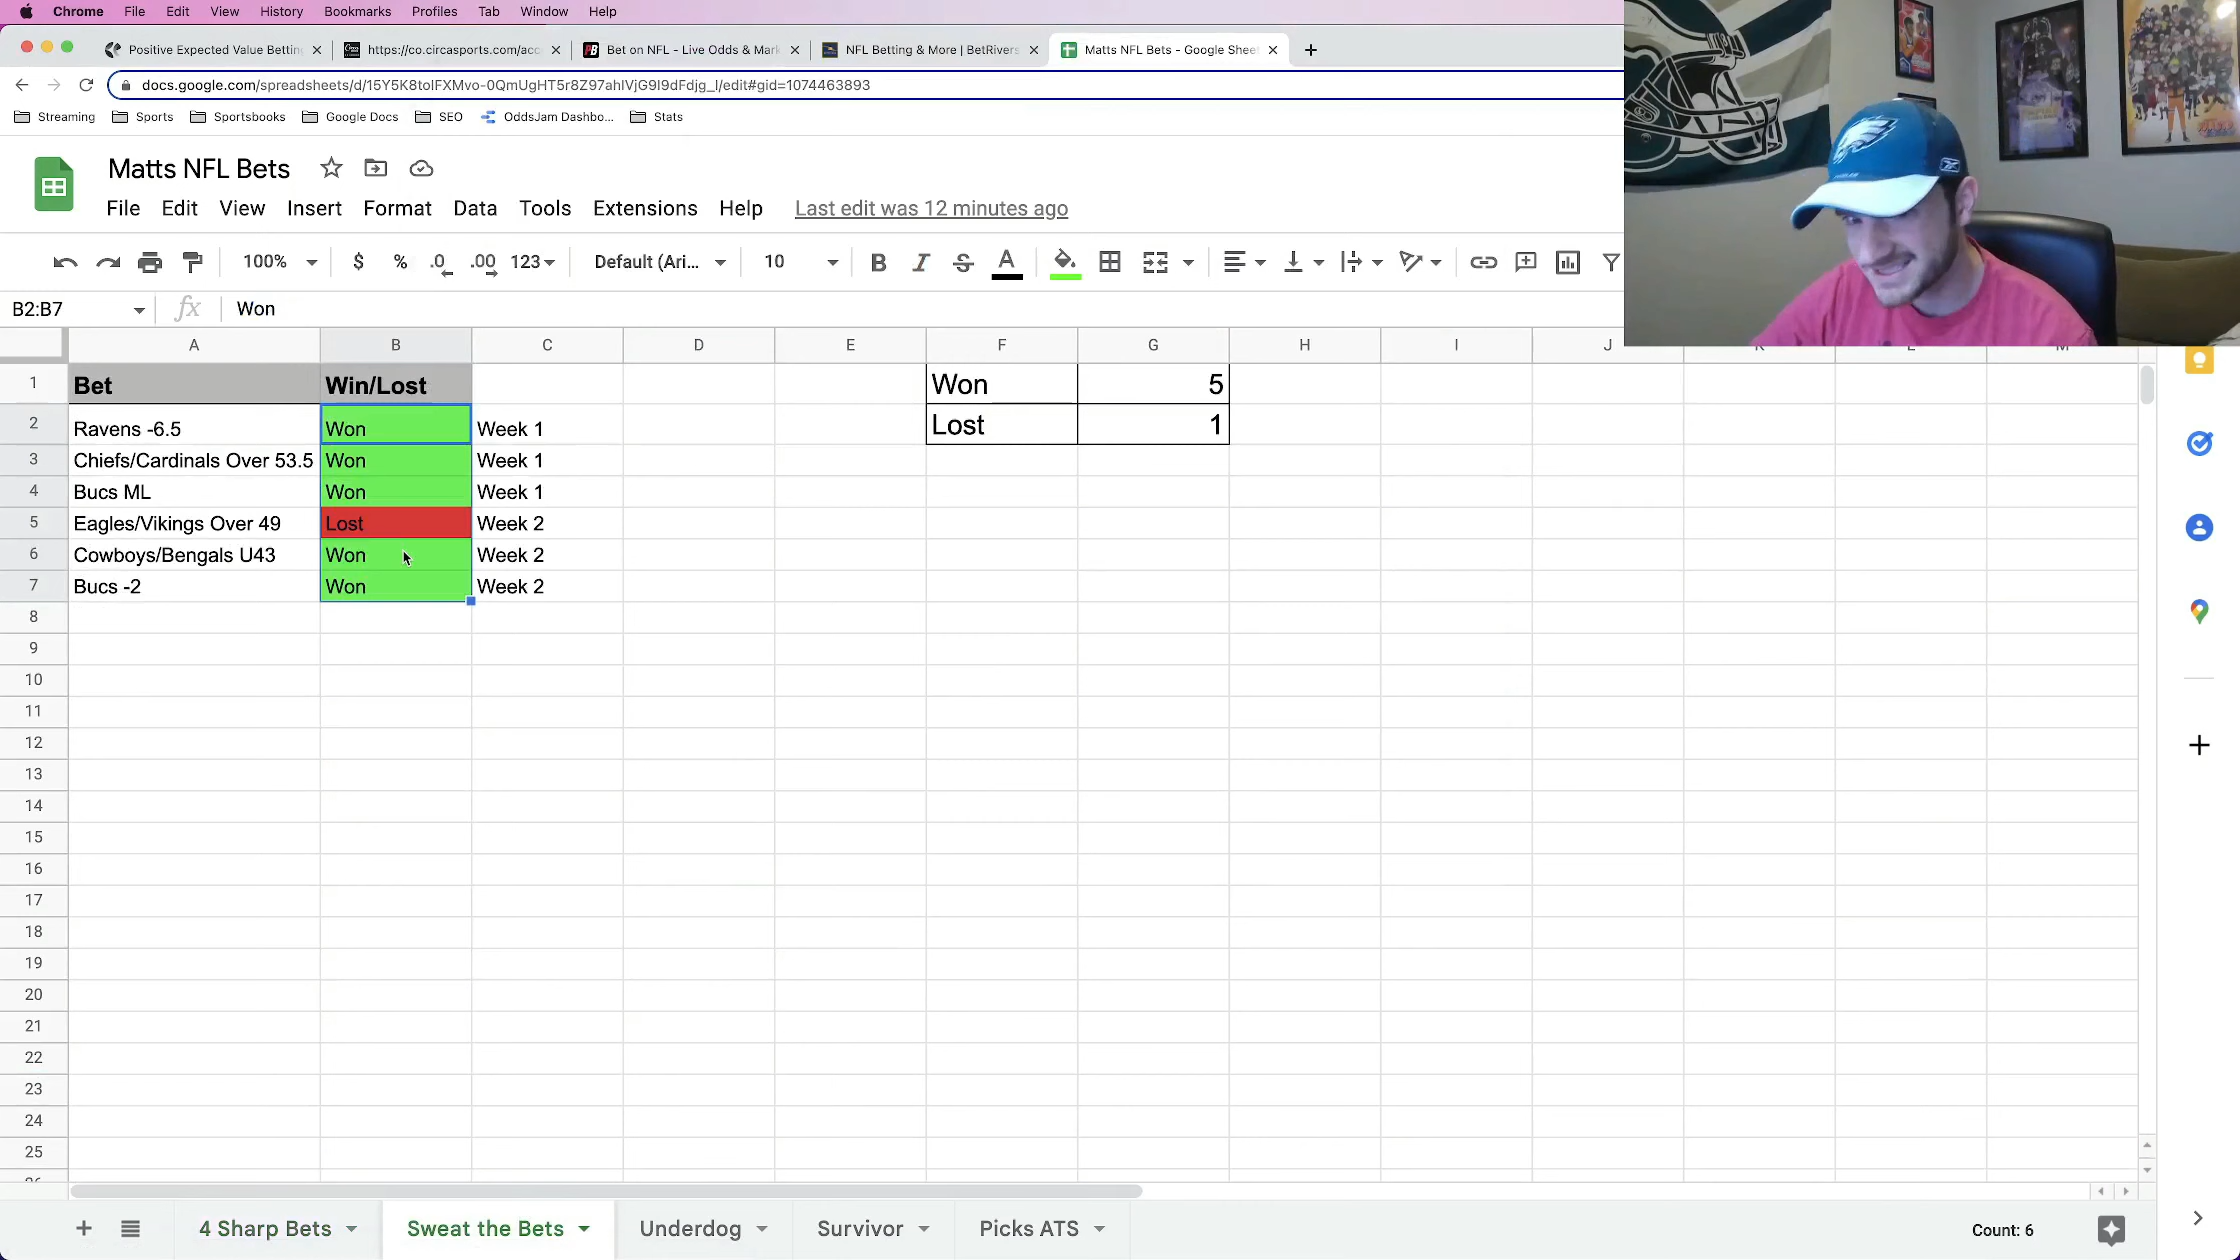 Chrome File Edit View History Bookmarks Profiles Tab Window Help
Positive Expected Value Betting https://co.circasports.com/acc Bet on NFL - Live Odds & Mark NFL Betting & More | BetRivers Matts NFL Bets - Google Shee
docs.google.com/spreadsheets/d/15Y5K8tolFXMvo-0QmUgHT5r8Z97ahIVjG9I9dFdjg_I/edit#gid=1074463893
Streaming Sports Sportsbooks Google Docs SEO OddsJam Dashbo... Stats
Matts NFL Bets
File Edit View Insert Format Data Tools Extensions Help Last edit was 12 minutes ago
100% $ % .0 .00 123 Default (Ari... 10 B I S A
B2:B7 fx Won
A B C D E F G H I J
1 Bet Win/Lost Won 5
2 Ravens -6.5 Won Week 1 Lost 1
3 Chiefs/Cardinals Over 53.5 Won Week 1
4 Bucs ML Won Week 1
5 Eagles/Vikings Over 49 Lost Week 2
6 Cowboys/Bengals U43 Won Week 2
7 Bucs -2 Won Week 2
8
9
10
11
12
13
14
15
16
17
18
19
20
21
22
23
24
25
4 Sharp Bets Sweat the Bets Underdog Survivor Picks ATS Count: 6